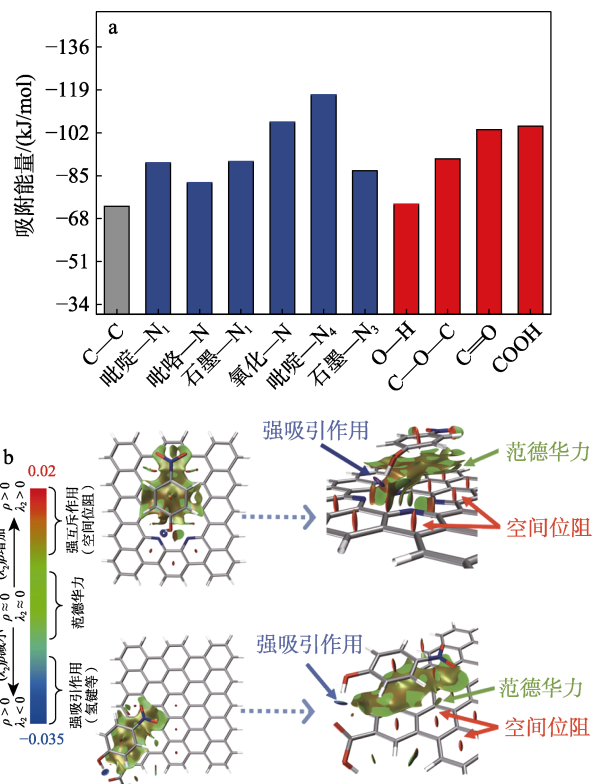 a
吸附能量/(kJ/mol)
−136
−119
−102
−85
−68
−51
−34
C—C
吡啶—N1
吡咯—N
石墨—N1
氧化—N
吡啶—N4
石墨—N3
O—H
C—O—C
C=O
COOH
b
0.02
ρ>0
λ2>0
强互斥作用
(空间位阻)
ρ≈0
λ2≈0
范德华力
ρ>0
λ2<0
强吸引作用
(氢键等)
−0.035
强吸引作用
范德华力
空间位阻
强吸引作用
范德华力
空间位阻